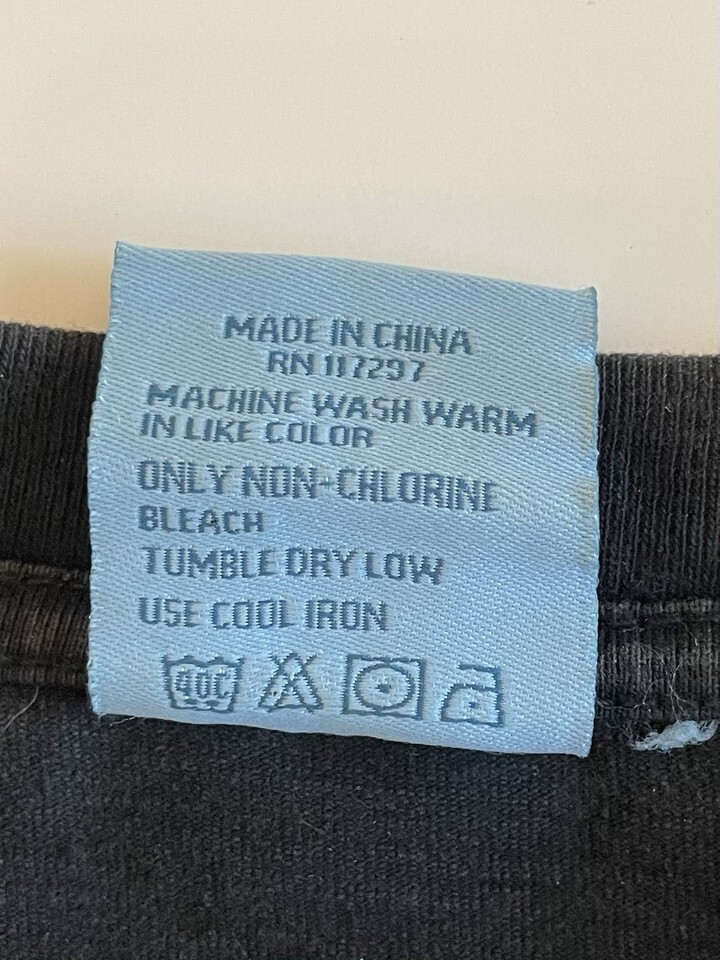 MADE IN CHINA
RN 117297
MACHINE WASH WARM
IN LIKE COLOR
ONLY NON-CHLORINE
BLEACH
TUMBLE DRY LOW
USE COOL IRON
40C